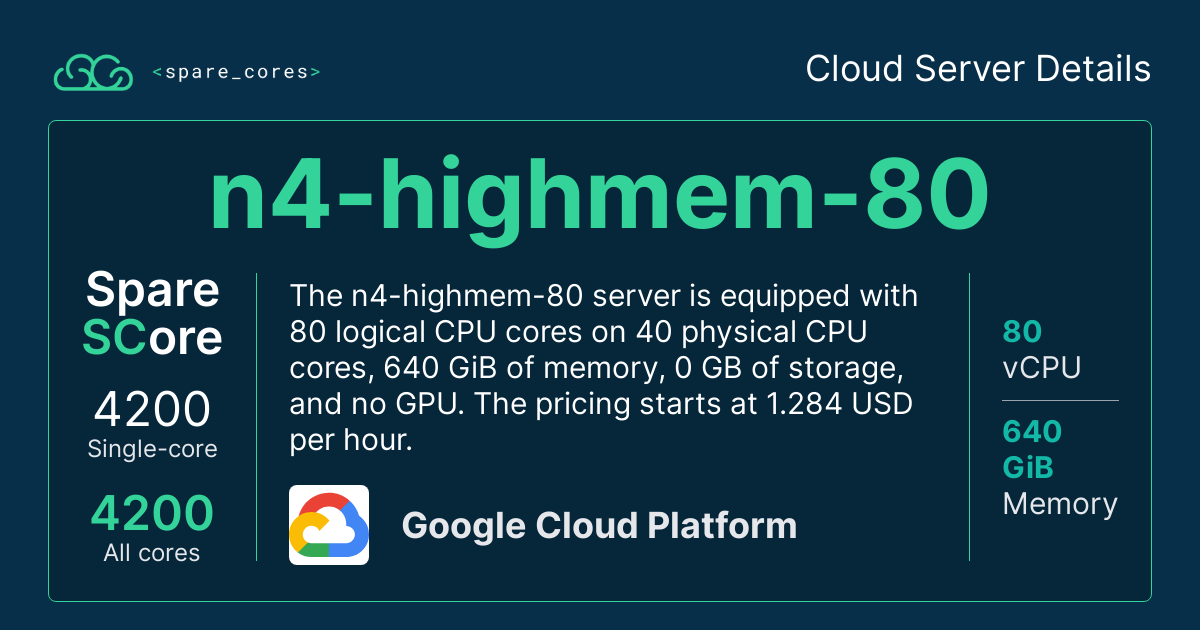 <spare_cores>
Cloud Server Details
n4-highmem-80
Spare
SCore
4200
Single-core
4200
All cores
The n4-highmem-80 server is equipped with
80 logical CPU cores on 40 physical CPU
cores, 640 GiB of memory, 0 GB of storage,
and no GPU. The pricing starts at 1.284 USD
per hour.
Google Cloud Platform
80
vCPU
640
GiB
Memory